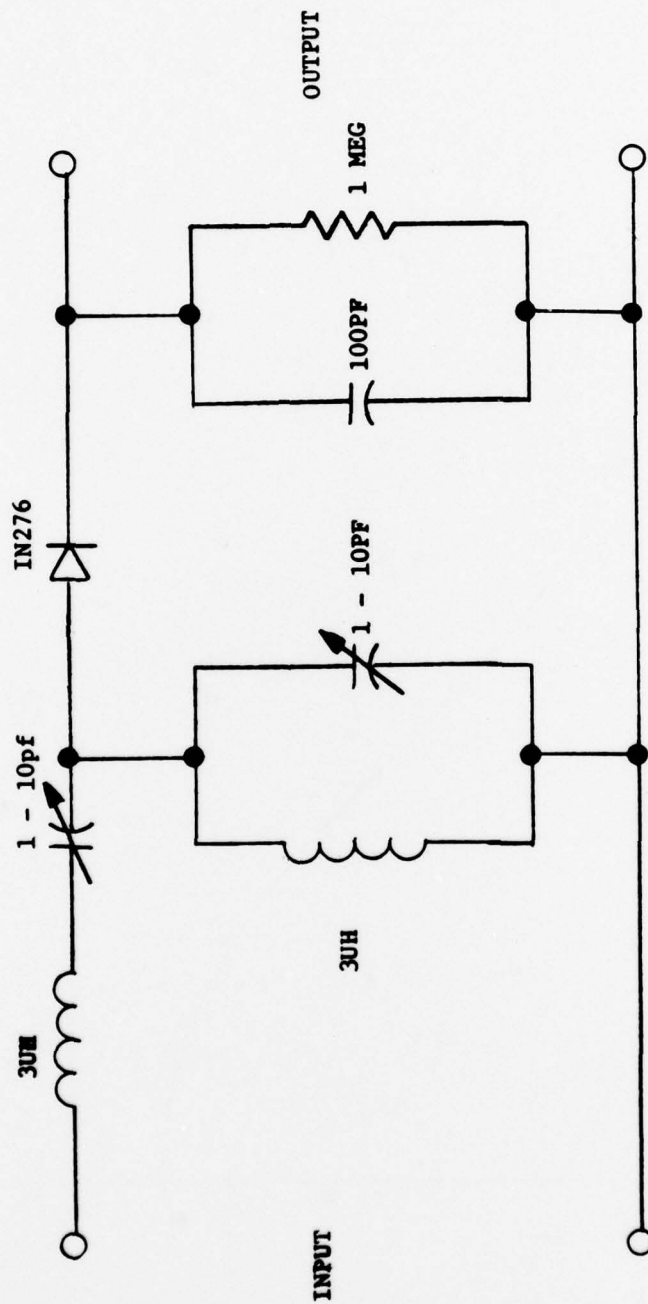 3UH
1 - 10pf
IN276
INPUT
3UH
1 - 10PF
100PF
1 MEG
OUTPUT